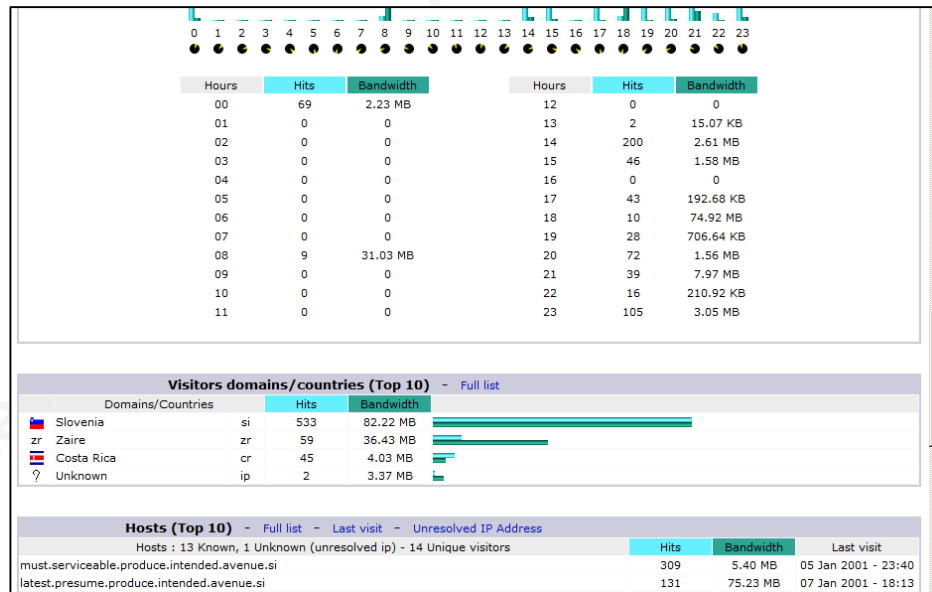 0 1 2 3 4 5 6 7 8 9 10 11 12 13 14 15 16 17 18 19 20 21 22 23
Hours Hits Bandwidth Hours Hits Bandwidth
00 69 2.23 MB 12 0 0
01 0 0 13 2 15.07 KB
02 0 0 14 200 2.61 MB
03 0 0 15 46 1.58 MB
04 0 0 16 0 0
05 0 0 17 43 192.68 KB
06 0 0 18 10 74.92 MB
07 0 0 19 28 706.64 KB
08 9 31.03 MB 20 72 1.56 MB
09 0 0 21 39 7.97 MB
10 0 0 22 16 210.92 KB
11 0 0 23 105 3.05 MB
Visitors domains/countries (Top 10) - Full list
Domains/Countries Hits Bandwidth
Slovenia si 533 82.22 MB
zr Zaire zr 59 36.43 MB
Costa Rica cr 45 4.03 MB
? Unknown ip 2 3.37 MB
Hosts (Top 10) - Full list - Last visit - Unresolved IP Address
Hosts : 13 Known, 1 Unknown (unresolved ip) - 14 Unique visitors Hits Bandwidth Last visit
must.serviceable.produce.intended.avenue.si 309 5.40 MB 05 Jan 2001 - 23:40
latest.presume.produce.intended.avenue.si 131 75.23 MB 07 Jan 2001 - 18:13